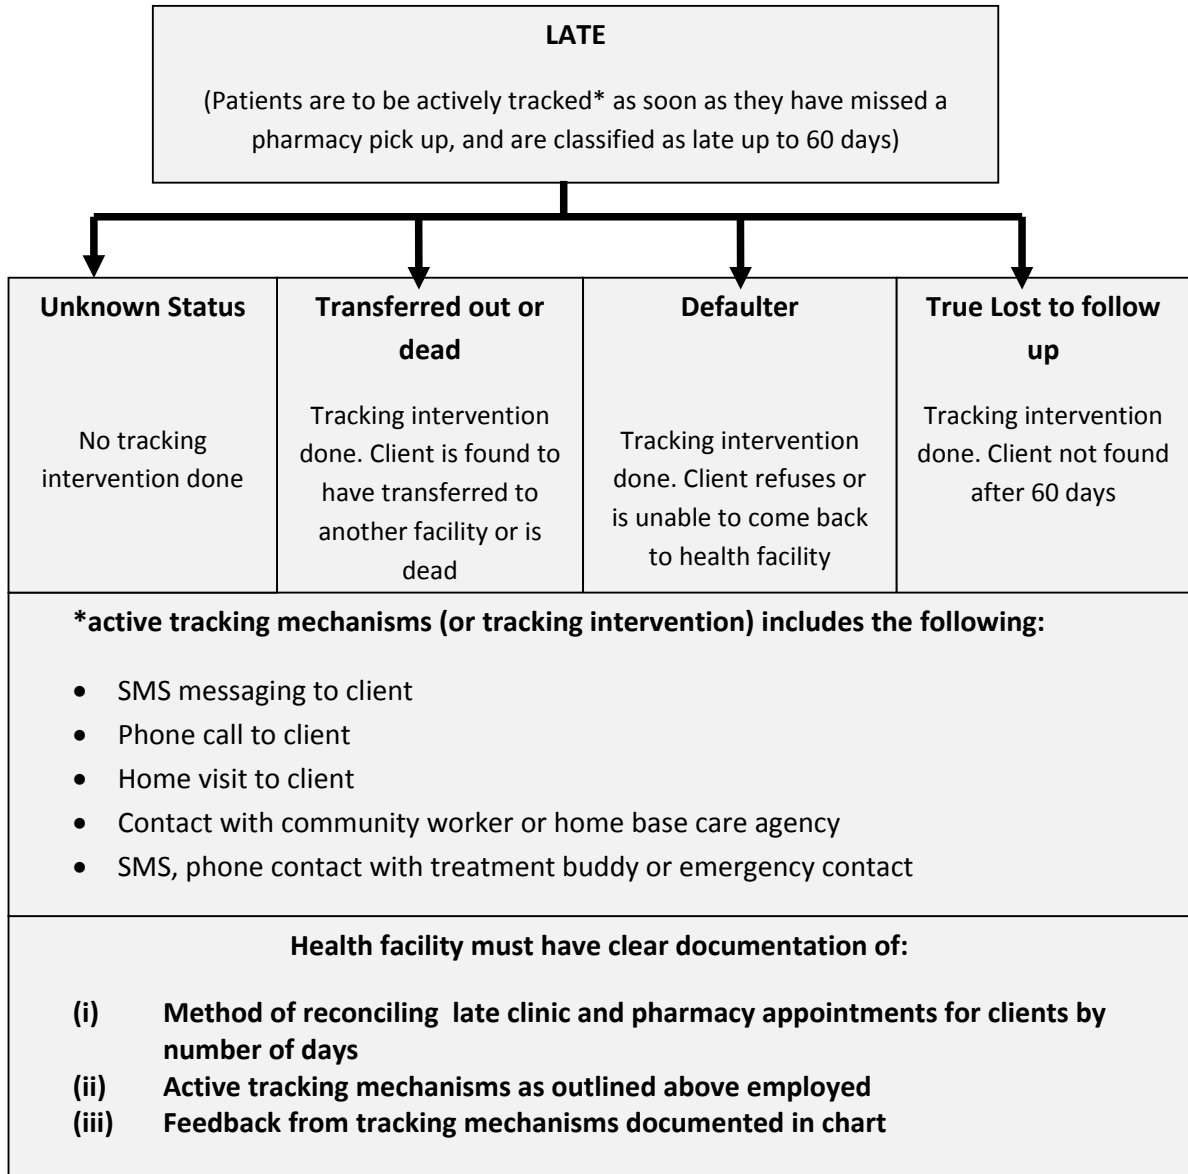 LATE
(Patients are to be actively tracked* as soon as they have missed a
pharmacy pick up, and are classified as late up to 60 days)
Unknown Status
No tracking
intervention done
Transferred out or
dead
Tracking intervention
done. Client is found to
have transferred to
another facility or is
dead
Defaulter
Tracking intervention
done. Client refuses or
is unable to come back
to health facility
True Lost to follow
up
Tracking intervention
done. Client not found
after 60 days
*active tracking mechanisms (or tracking intervention) includes the following:
• SMS messaging to client
• Phone call to client
• Home visit to client
• Contact with community worker or home base care agency
• SMS, phone contact with treatment buddy or emergency contact
Health facility must have clear documentation of:
(i) Method of reconciling late clinic and pharmacy appointments for clients by
number of days
(ii) Active tracking mechanisms as outlined above employed
(iii) Feedback from tracking mechanisms documented in chart